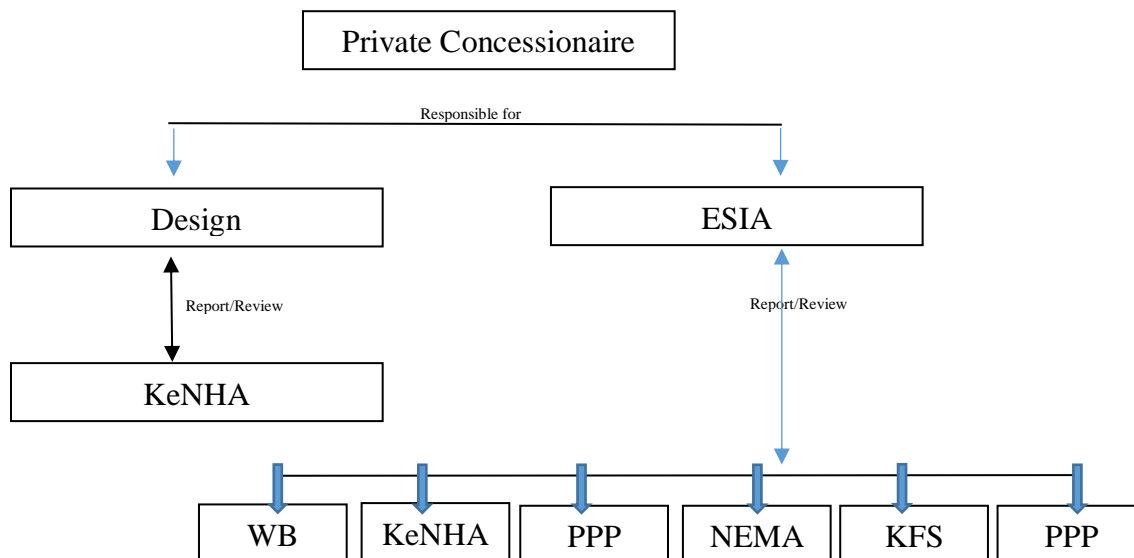 Private Concessionaire
Responsible for
Design
ESIA
Report/Review
Report/Review
KeNHA
WB
KeNHA
PPP
NEMA
KFS
PPP